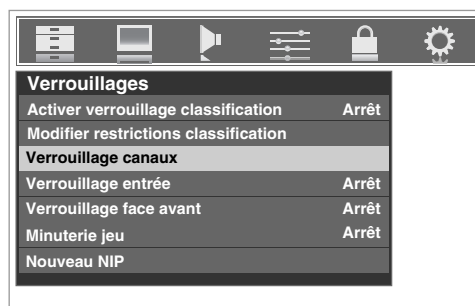 Verrouillages
Activer verrouillage classification Arrêt
Modifier restrictions classification
Verrouillage canaux
Verrouillage entrée Arrêt
Verrouillage face avant Arrêt
Minuterie jeu Arrêt
Nouveau NIP